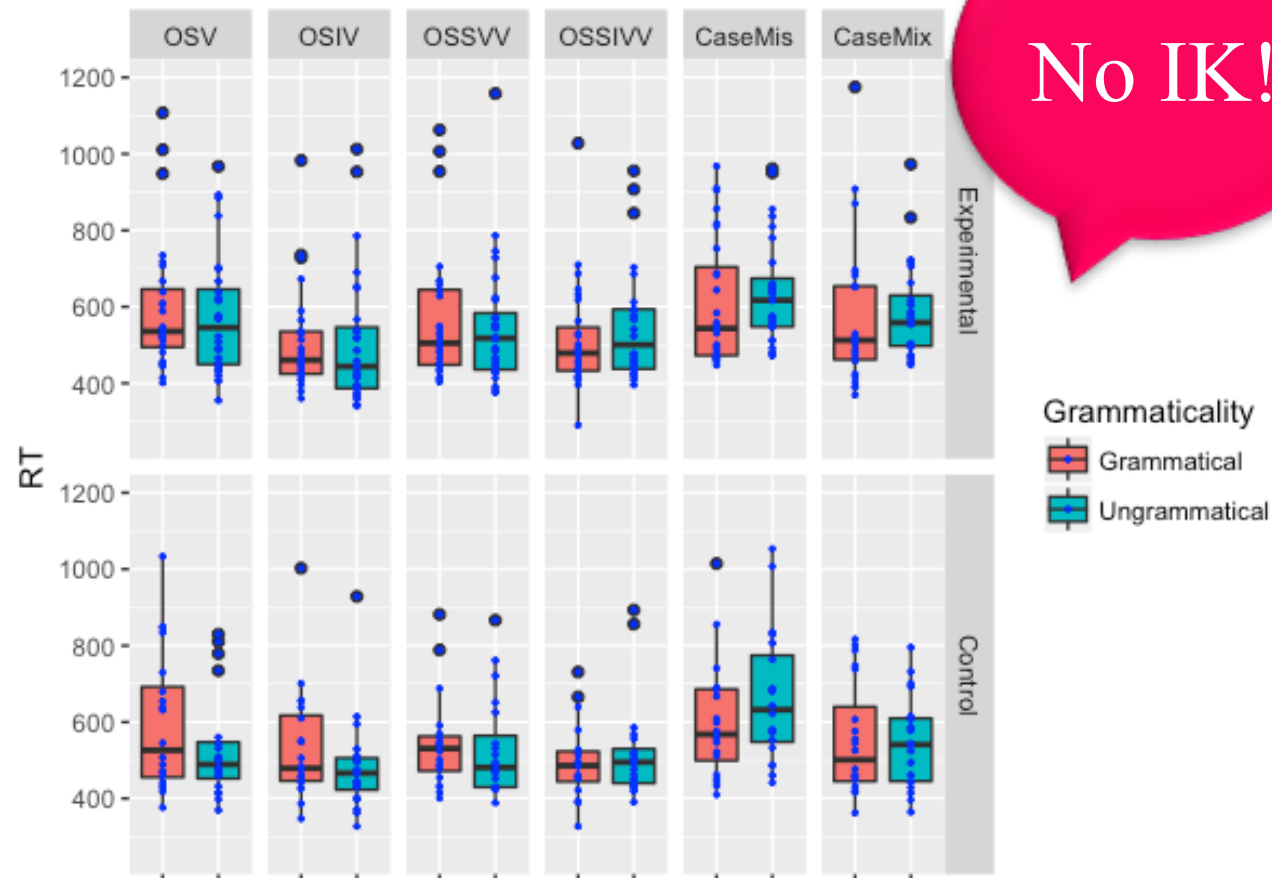 OSV OSIV OSSVV OSSIVV CaseMis CaseMix
No IK!
1200
1000
800
600
400
Experimental
RT
1200
1000
800
600
400
Control
Grammaticality
Grammatical
Ungrammatical